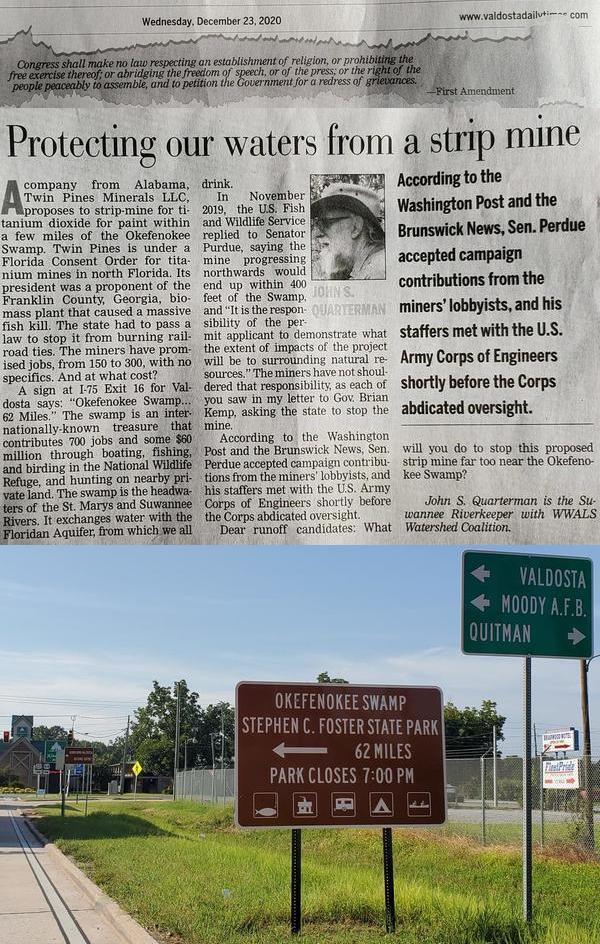 Wednesday, December 23, 2020
www.valdostadailytimes.com
Congress shall make no law respecting an establishment of religion, or prohibiting the
free exercise thereof; or abridging the freedom of speech, or of the press; or the right of the
people peaceably to assemble, and to petition the Government for a redress of grievances.
—First Amendment
Protecting our waters from a strip mine
A company from Alabama,
Twin Pines Minerals LLC,
proposes to strip-mine for ti-
tanium dioxide for paint within
a few miles of the Okefenokee
Swamp. Twin Pines is under a
Florida Consent Order for tita-
nium mines in north Florida. Its
president was a proponent of the
Franklin County, Georgia, bio-
mass plant that caused a massive
fish kill. The state had to pass a
law to stop it from burning rail-
road ties. The miners have prom-
ised jobs, from 150 to 300, with no
specifics. And at what cost?
A sign at I-75 Exit 16 for Val-
dosta says: “Okefenokee Swamp...
62 Miles.” The swamp is an inter-
nationally-known treasure that
contributes 700 jobs and some $60
million through boating, fishing,
and birding in the National Wildlife
Refuge, and hunting on nearby pri-
vate land. The swamp is the headwa-
ters of the St. Marys and Suwannee
Rivers. It exchanges water with the
Floridan Aquifer, from which we all
drink.
In November
2019, the U.S. Fish
and Wildlife Service
replied to Senator
Purdue, saying the
mine progressing
northwards would
end up within 400
feet of the Swamp,
and “It is the respon-
sibility of the per-
mit applicant to demonstrate what
the extent of impacts of the project
will be to surrounding natural re-
sources.” The miners have not shoul-
dered that responsibility, as each of
you saw in my letter to Gov. Brian
Kemp, asking the state to stop the
mine.
According to the Washington
Post and the Brunswick News, Sen.
Perdue accepted campaign contribu-
tions from the miners’ lobbyists, and
his staffers met with the U.S. Army
Corps of Engineers shortly before
the Corps abdicated oversight.
Dear runoff candidates: What
JOHN S.
QUARTERMAN
According to the
Washington Post and the
Brunswick News, Sen. Perdue
accepted campaign
contributions from the
miners’ lobbyists, and his
staffers met with the U.S.
Army Corps of Engineers
shortly before the Corps
abdicated oversight.
will you do to stop this proposed
strip mine far too near the Okefeno-
kee Swamp?
John S. Quarterman is the Su-
wannee Riverkeeper with WWALS
Watershed Coalition.
VALDOSTA
MOODY A.F.B.
QUITMAN
OKEFENOKEE SWAMP
STEPHEN C. FOSTER STATE PARK
62 MILES
PARK CLOSES 7:00 PM
FleetPride